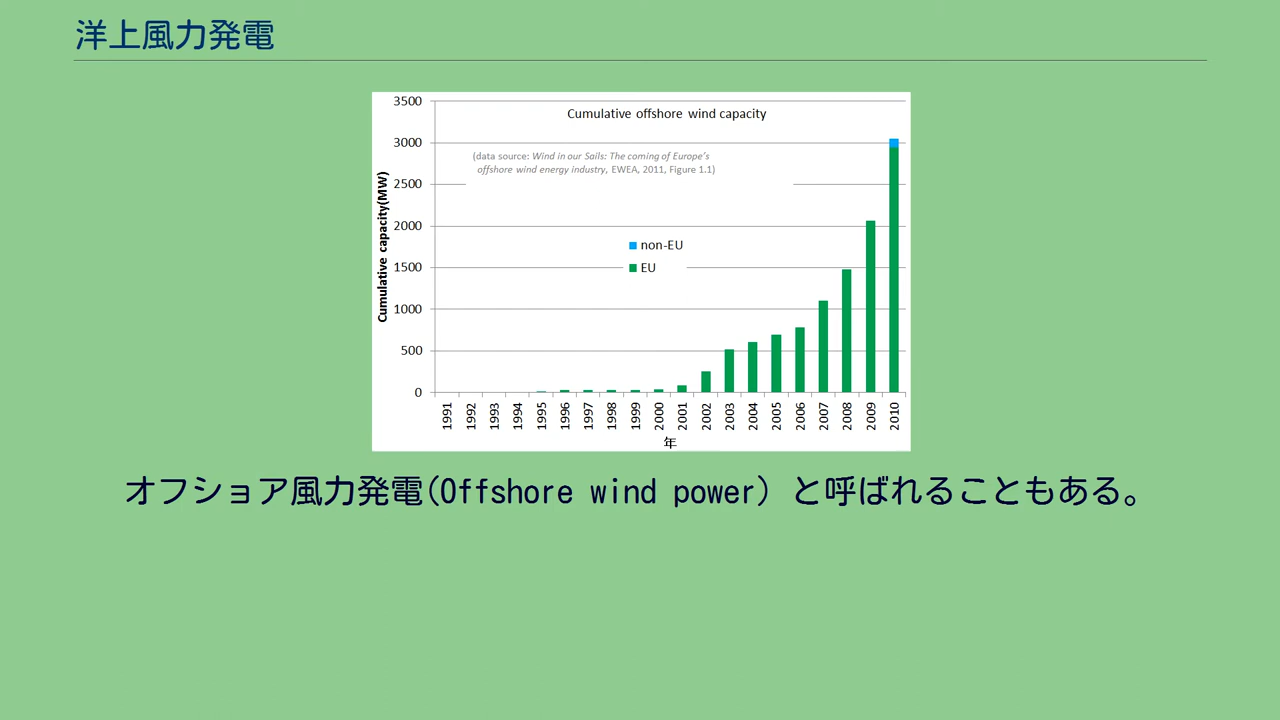 洋上風力発電
Cumulative offshore wind capacity
(data source: Wind in our Sails: The coming of Europe's
offshore wind energy industry, EWEA, 2011, Figure 1.1)
Cumulative capacity(MW)
3500
3000
2500
2000
1500
1000
500
0
non-EU
EU
1991 1992 1993 1994 1995 1996 1997 1998 1999 2000 2001 2002 2003 2004 2005 2006 2007 2008 2009 2010
年
オフショア風力発電(Offshore wind power) と呼ばれることもある。